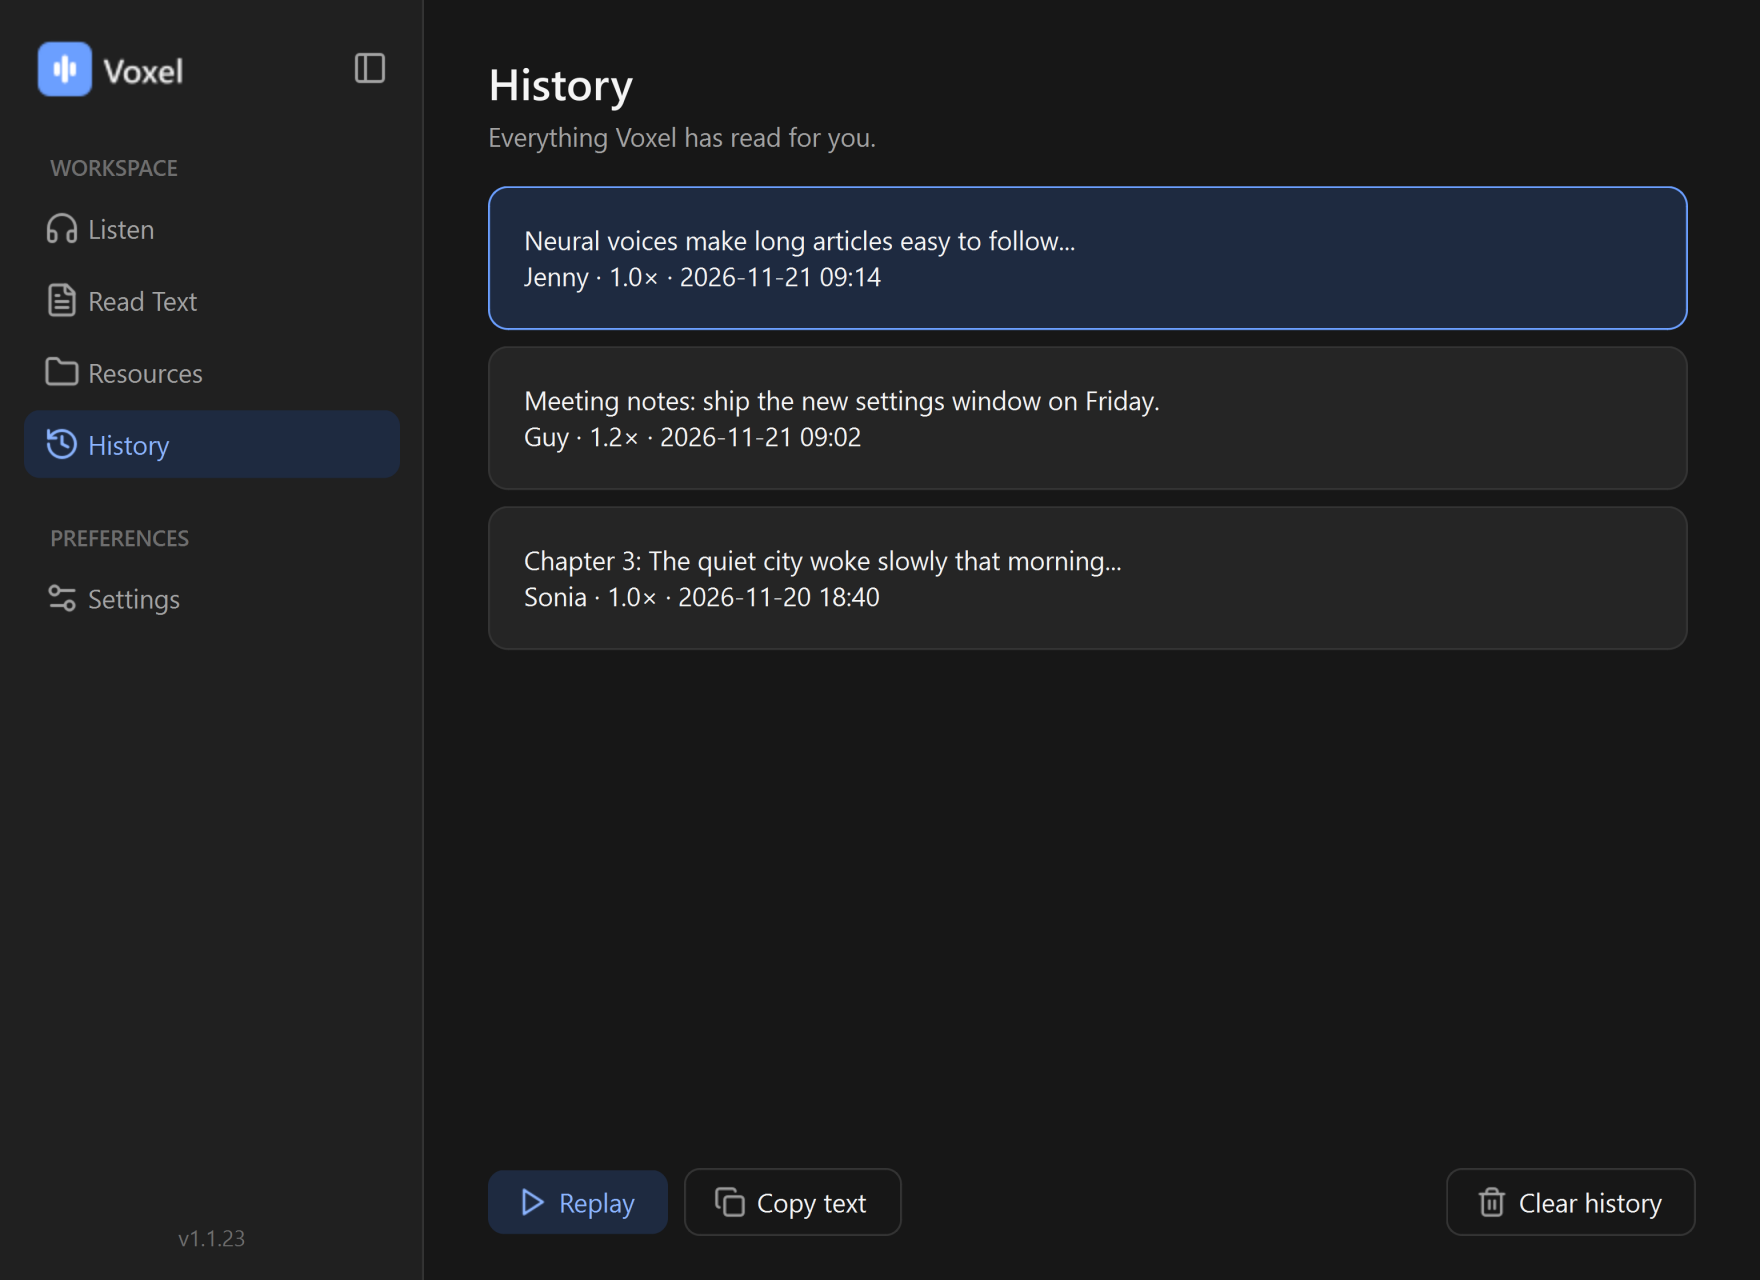 Voxel
WORKSPACE
Listen
Read Text
Resources
History
PREFERENCES
Settings
v1.1.23
History
Everything Voxel has read for you.
Neural voices make long articles easy to follow...
Jenny · 1.0× · 2026-11-21 09:14
Meeting notes: ship the new settings window on Friday.
Guy · 1.2× · 2026-11-21 09:02
Chapter 3: The quiet city woke slowly that morning...
Sonia · 1.0× · 2026-11-20 18:40
Replay
Copy text
Clear history